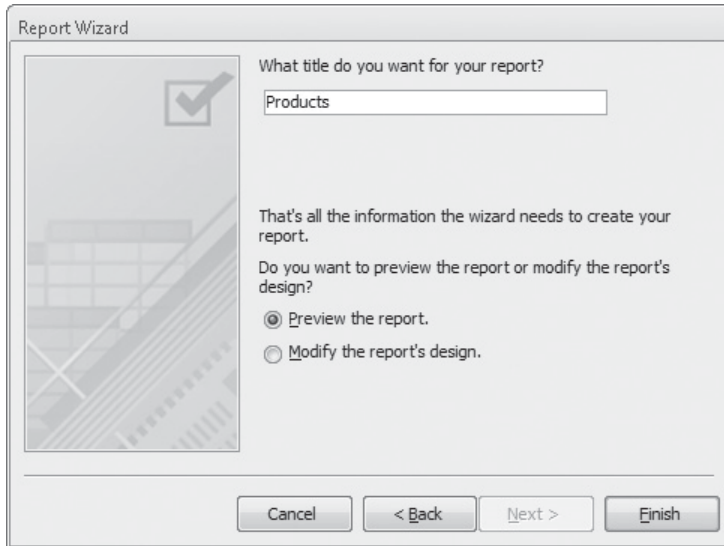 Report Wizard
What title do you want for your report?
Products
That's all the information the wizard needs to create your
report.
Do you want to preview the report or modify the report's
design?
Preview the report.
Modify the report's design.
Cancel
< Back
Next >
Finish